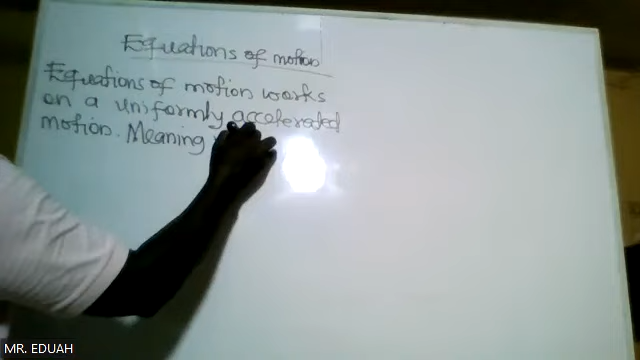 Equations of motion
Equations of motion works
on a uniformly accelerated
motion. Meaning
MR. EDUAH